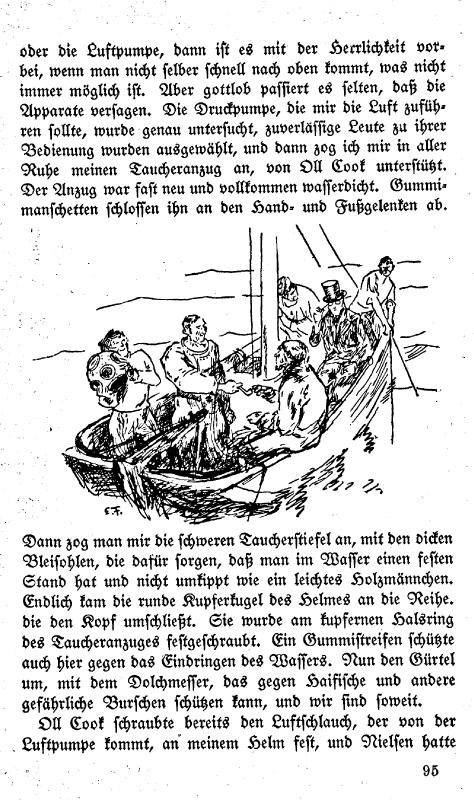 oder die Luftpumpe, dann ist es mit der Herrlichkeit vor-
bei, wenn man nicht selber schnell nach oben kommt, was nicht
immer möglich ist. Aber gottlob passiert es selten, daß die
Apparate versagen. Die Druckpumpe, die mir die Luft zufüh-
ren sollte, wurde genau untersucht, zuverlässige Leute zu ihrer
Bedienung wurden ausgewählt, und dann zog ich mir in aller
Ruhe meinen Taucheranzug an, von Oll Cook unterstützt.
Der Anzug war fast neu und vollkommen wasserdicht. Gummi-
manschetten schlossen ihn an den Hand- und Fußgelenken ab.
Dann zog man mir die schweren Taucherstiefel an, mit den dicken
Bleisohlen, die dafür sorgen, daß man im Wasser einen festen
Stand hat und nicht umkippt wie ein leichtes Holzmännchen.
Endlich kam die runde Kupferkugel des Helmes an die Reihe.
die den Kopf umschließt. Sie wurde am kupfernen Halsring
des Taucheranzuges festgeschraubt. Ein Gummistreifen schützte
auch hier gegen das Eindringen des Wassers. Nun den Gürtel
um, mit dem Dolchmesser, das gegen Haifische und andere
gefährliche Burschen schützen kann, und wir sind soweit.
Oll Cook schraubte bereits den Luftschlauch, der von der
Luftpumpe kommt, an meinem Helm fest, und Nielsen hatte
95